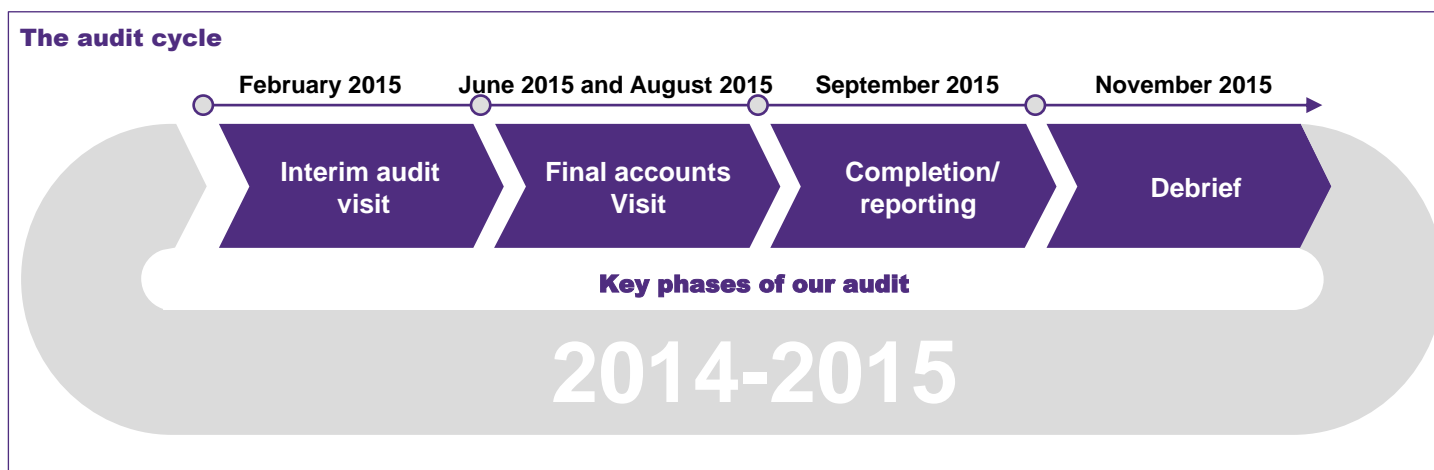 The audit cycle
February 2015
June 2015 and August 2015
September 2015
November 2015
Interim audit
visit
Final accounts
Visit
Completion/
reporting
Debrief
Key phases of our audit
2014-2015